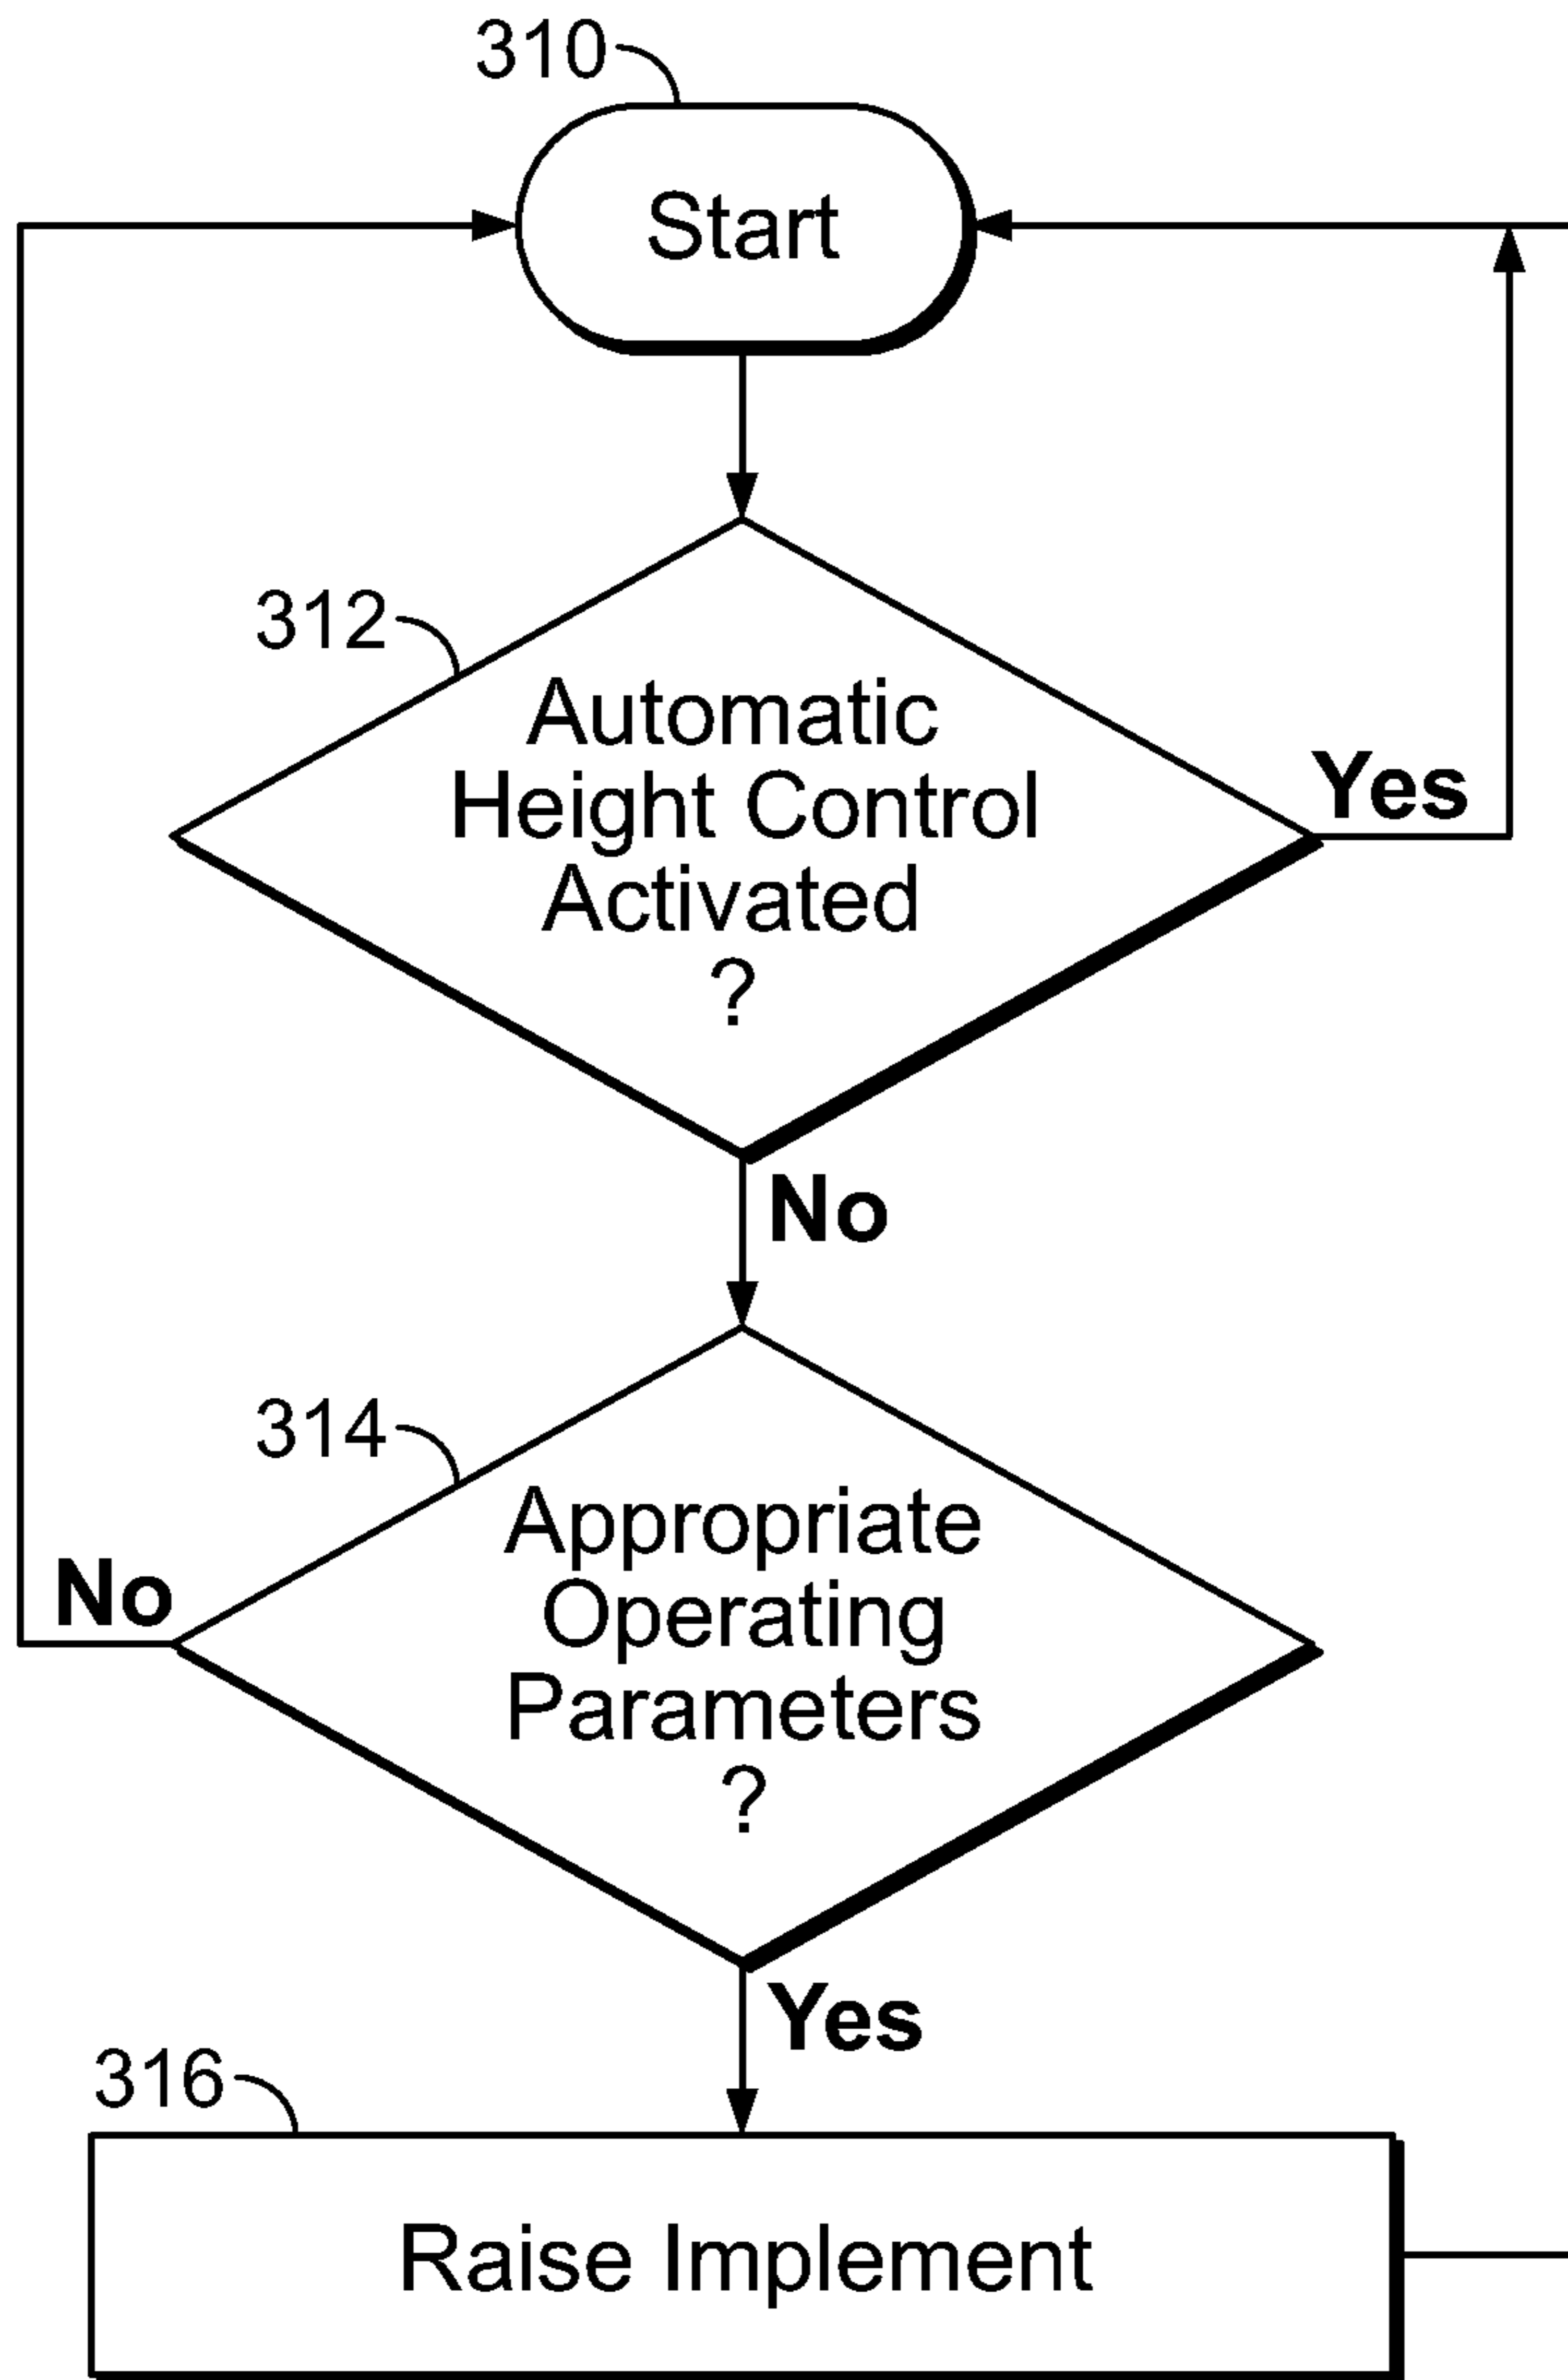 310
Start
312
Automatic
Height Control
Activated
?
Yes
No
314
Appropriate
Operating
Parameters
?
No
Yes
316
Raise Implement